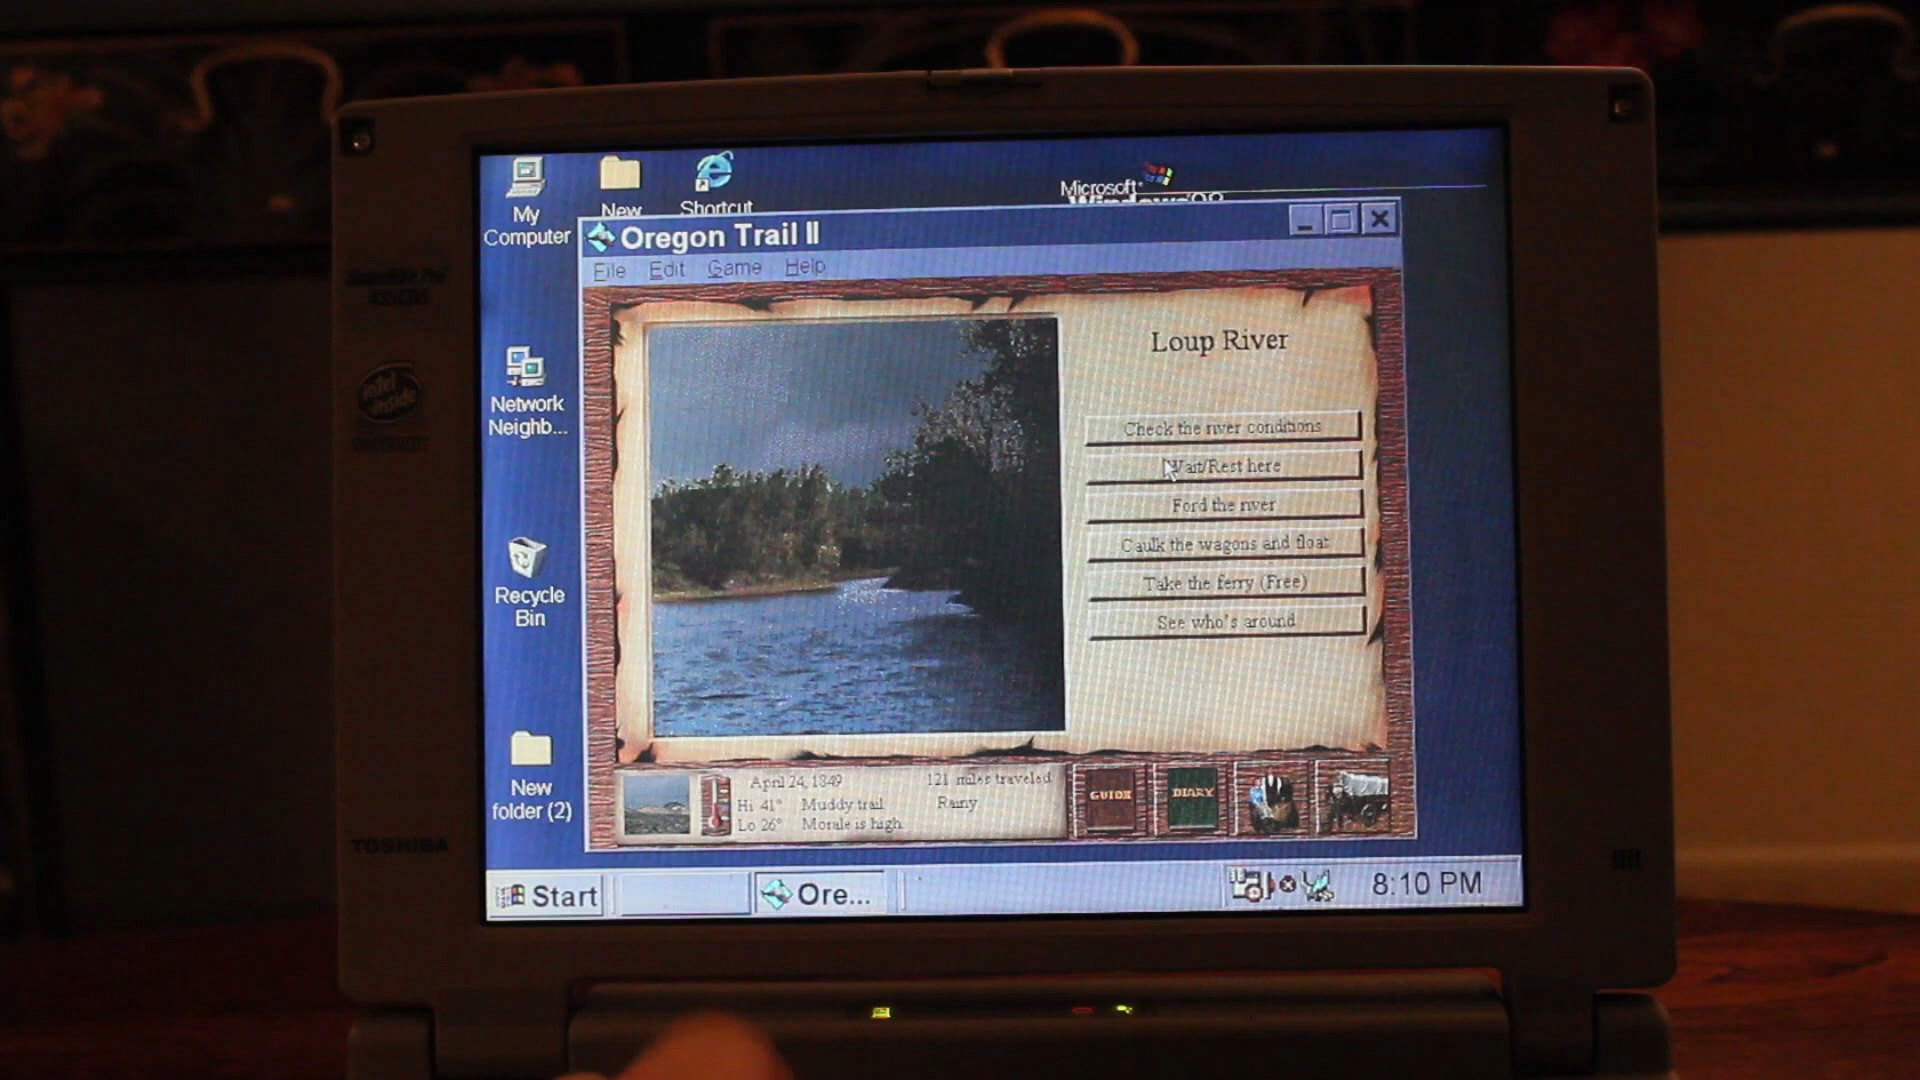 My
Computer
New
Shortcut
Microsoft
Windows98
Oregon Trail II
File Edit Game Help
Network
Neighb...
Recycle
Bin
New
folder (2)
Loup River
Check the river conditions
Wait/Rest here
Ford the river
Caulk the wagons and float
Take the ferry (Free)
See who's around
April 24, 1849
121 miles traveled
Hi 41° Muddy trail
Rainy
Lo 26° Morale is high.
GUIDE
DIARY
Start
Ore...
8:10 PM
intel
inside
TOSHIBA